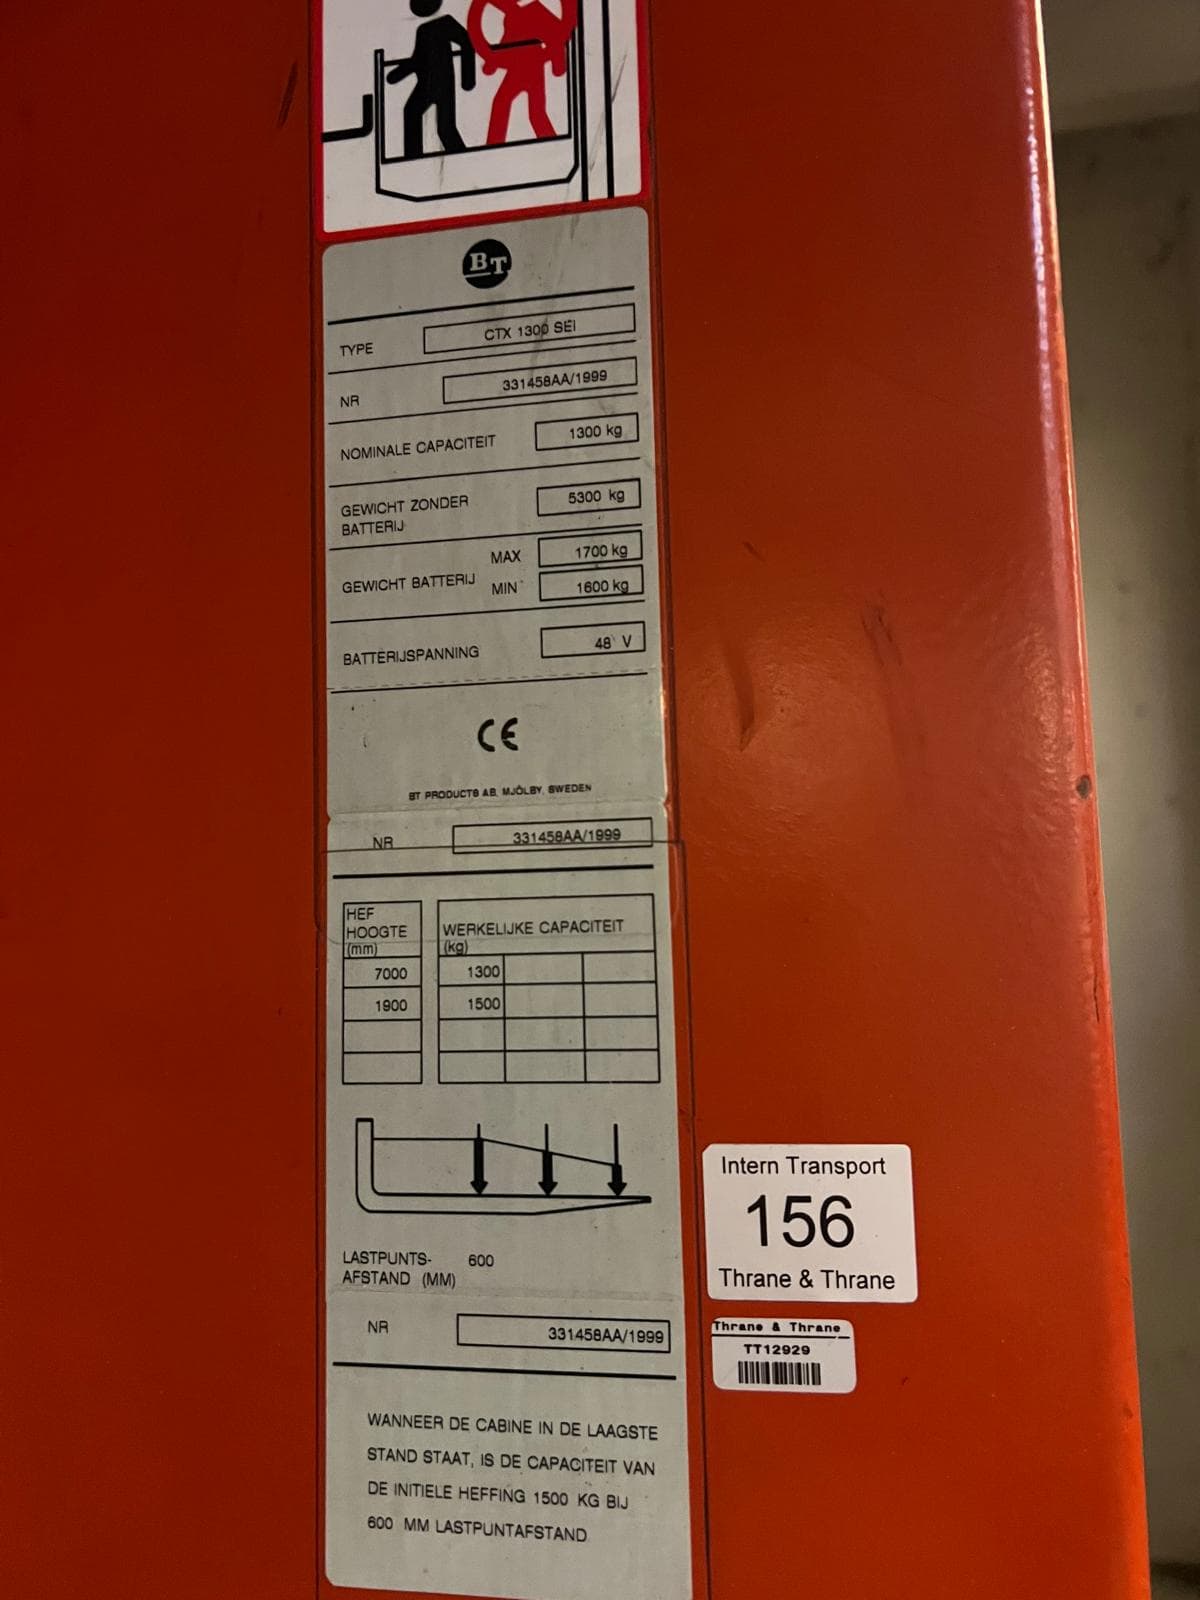 BT
TYPE CTX 1300 SEI
NR 331458AA/1999
NOMINALE CAPACITEIT 1300 kg
GEWICHT ZONDER
BATTERIJ 5300 kg
GEWICHT BATTERIJ MAX 1700 kg
MIN 1600 kg
BATTERIJSPANNING 48 V
CE
BT PRODUCTS AB, MJÖLBY, SWEDEN
NR 331458AA/1999
HEF
HOOGTE
(mm)
WERKELIJKE CAPACITEIT
(kg)
7000 1300
1900 1500
LASTPUNTS- 600
AFSTAND (MM)
NR 331458AA/1999
WANNEER DE CABINE IN DE LAAGSTE
STAND STAAT, IS DE CAPACITEIT VAN
DE INITIELE HEFFING 1500 KG BIJ
600 MM LASTPUNTAFSTAND
Intern Transport
156
Thrane & Thrane
Thrane & Thrane
TT12929